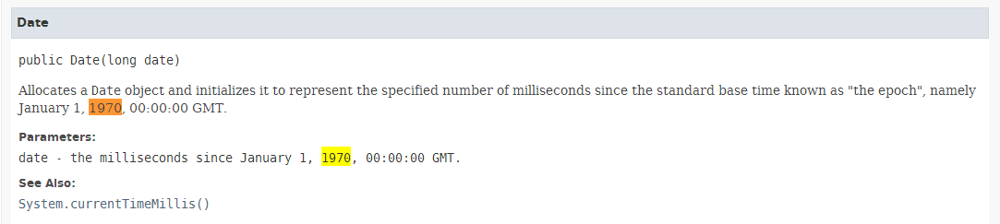 Date
public Date(long date)
Allocates a Date object and initializes it to represent the specified number of milliseconds since the standard base time known as "the epoch", namely
January 1, 1970, 00:00:00 GMT.
Parameters:
date - the milliseconds since January 1, 1970, 00:00:00 GMT.
See Also:
System.currentTimeMillis()